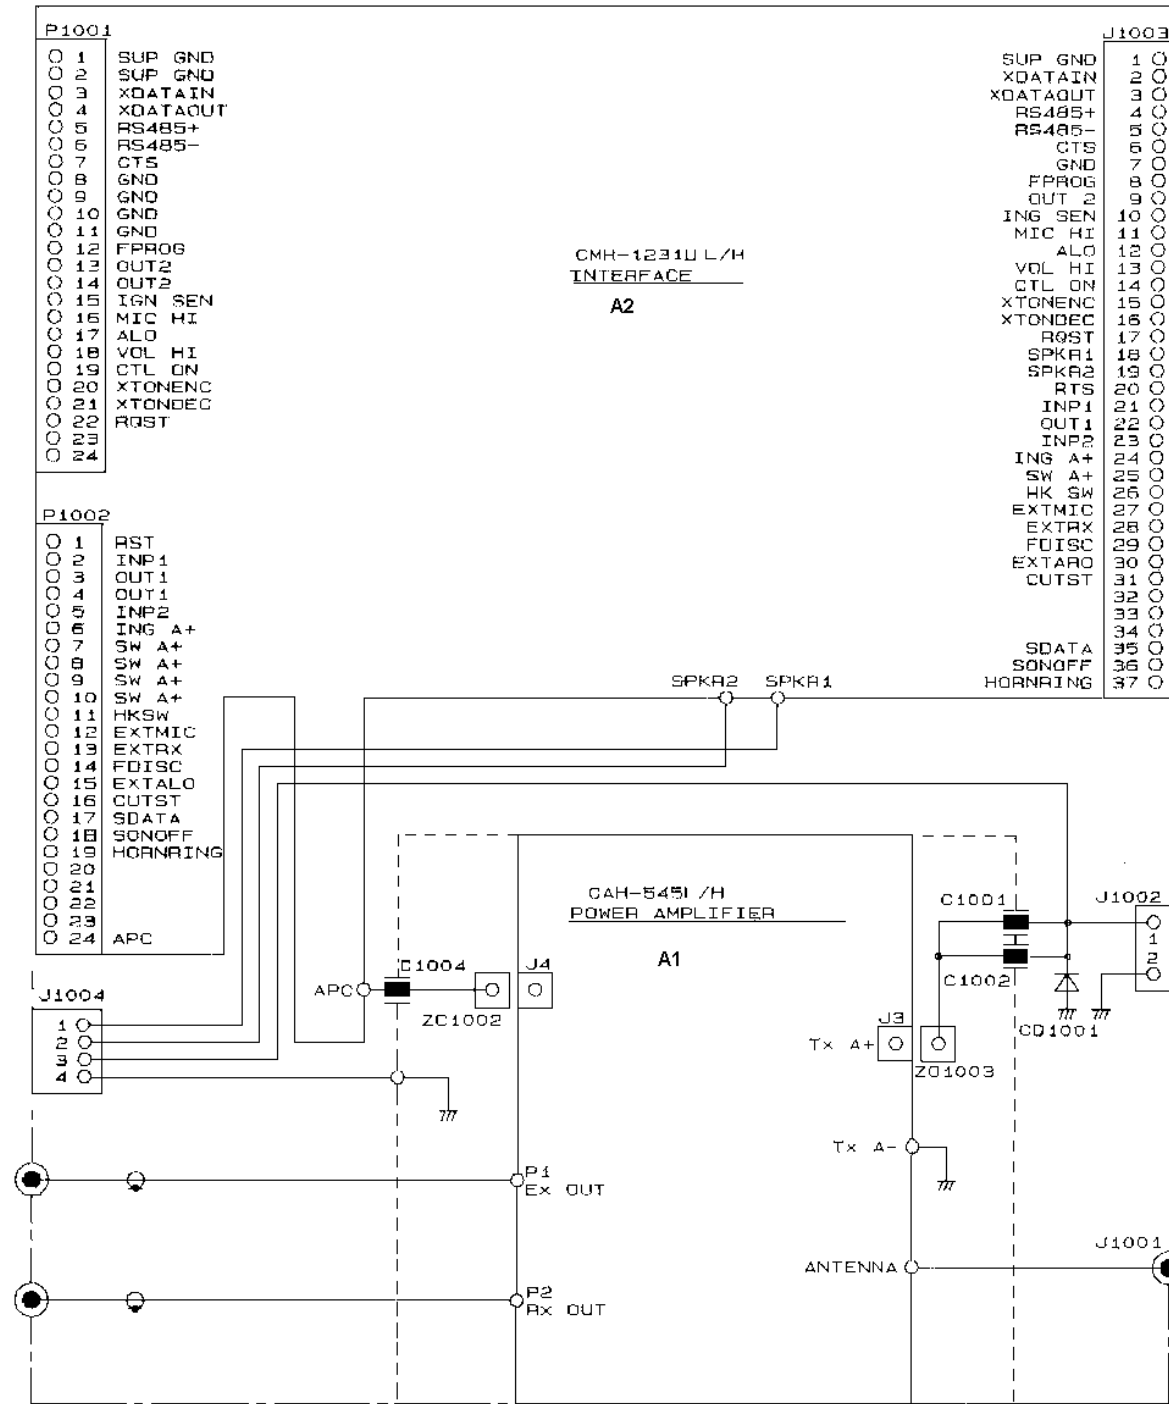 P1001
1 SUP GND
2 SUP GND
3 XDATAIN
4 XDATAOUT
5 RS485+
6 RS485-
7 CTS
8 GND
9 GND
10 GND
11 GND
12 FPROG
13 OUT2
14 OUT2
15 IGN SEN
16 MIC HI
17 ALO
18 VOL HI
19 CTL ON
20 XTONENC
21 XTONDEC
22 RQST
23
24
CMH-1231U L/H
INTERFACE
A2
J1003
SUP GND 1
XDATAIN 2
XDATAOUT 3
RS485+ 4
RS485- 5
CTS 6
GND 7
FPROG 8
OUT 2 9
ING SEN 10
MIC HI 11
ALO 12
VOL HI 13
CTL ON 14
XTONENC 15
XTONDEC 16
RQST 17
SPKR1 18
SPKR2 19
RTS 20
INP1 21
OUT1 22
INP2 23
ING A+ 24
SW A+ 25
HK SW 26
EXTMIC 27
EXTRX 28
FDISC 29
EXTARO 30
CUTST 31
32
33
34
SDATA 35
SONOFF 36
HORNRING 37
P1002
1 RST
2 INP1
3 OUT1
4 OUT1
5 INP2
6 ING A+
7 SW A+
8 SW A+
9 SW A+
10 SW A+
11 HKSW
12 EXTMIC
13 EXTRX
14 FDISC
15 EXTALO
16 CUTST
17 SDATA
18 SONOFF
19 HORNRING
20
21
22
23
24 APC
SPKR2 SPKR1
CAH-545L/H
POWER AMPLIFIER
A1
C1001
C1002
J1002
1
2
CD1001
C1004
J4
APC
ZC1002
J3
Tx A+
ZO1003
J1004
1
2
3
4
Tx A-
P1
Ex OUT
J1001
ANTENNA
P2
Rx OUT